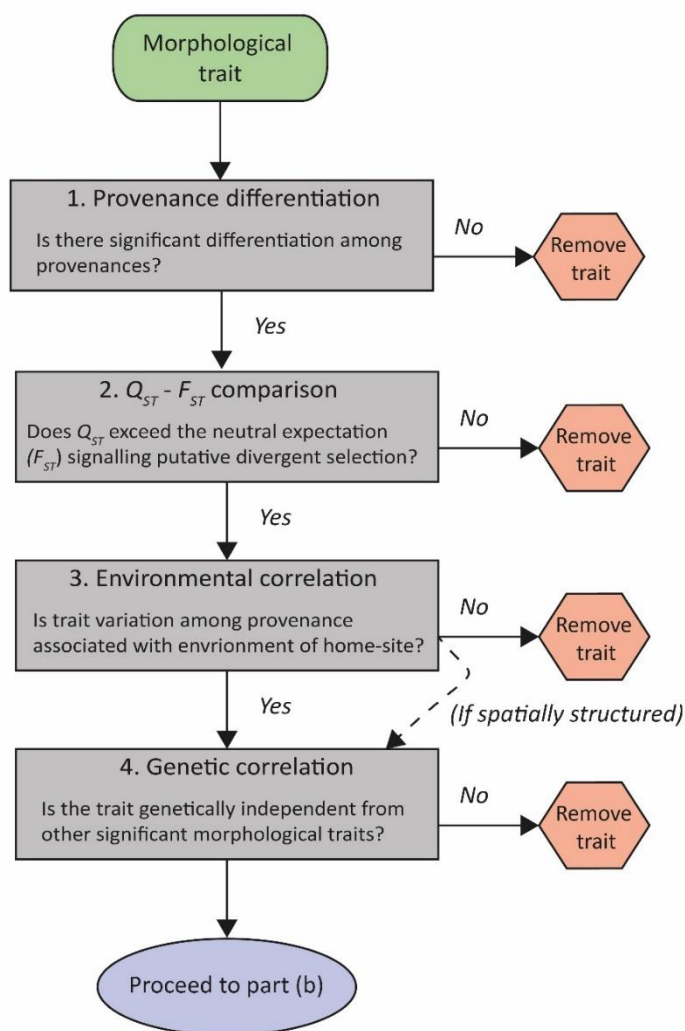 Morphological
trait
1. Provenance differentiation
Is there significant differentiation among
provenances?
No
Remove
trait
Yes
2. QST - FST comparison
Does QST exceed the neutral expectation
(FST) signalling putative divergent selection?
No
Remove
trait
Yes
3. Environmental correlation
Is trait variation among provenance
associated with envrionment of home-site?
No
Remove
trait
Yes
(If spatially structured)
4. Genetic correlation
Is the trait genetically independent from
other significant morphological traits?
No
Remove
trait
Proceed to part (b)